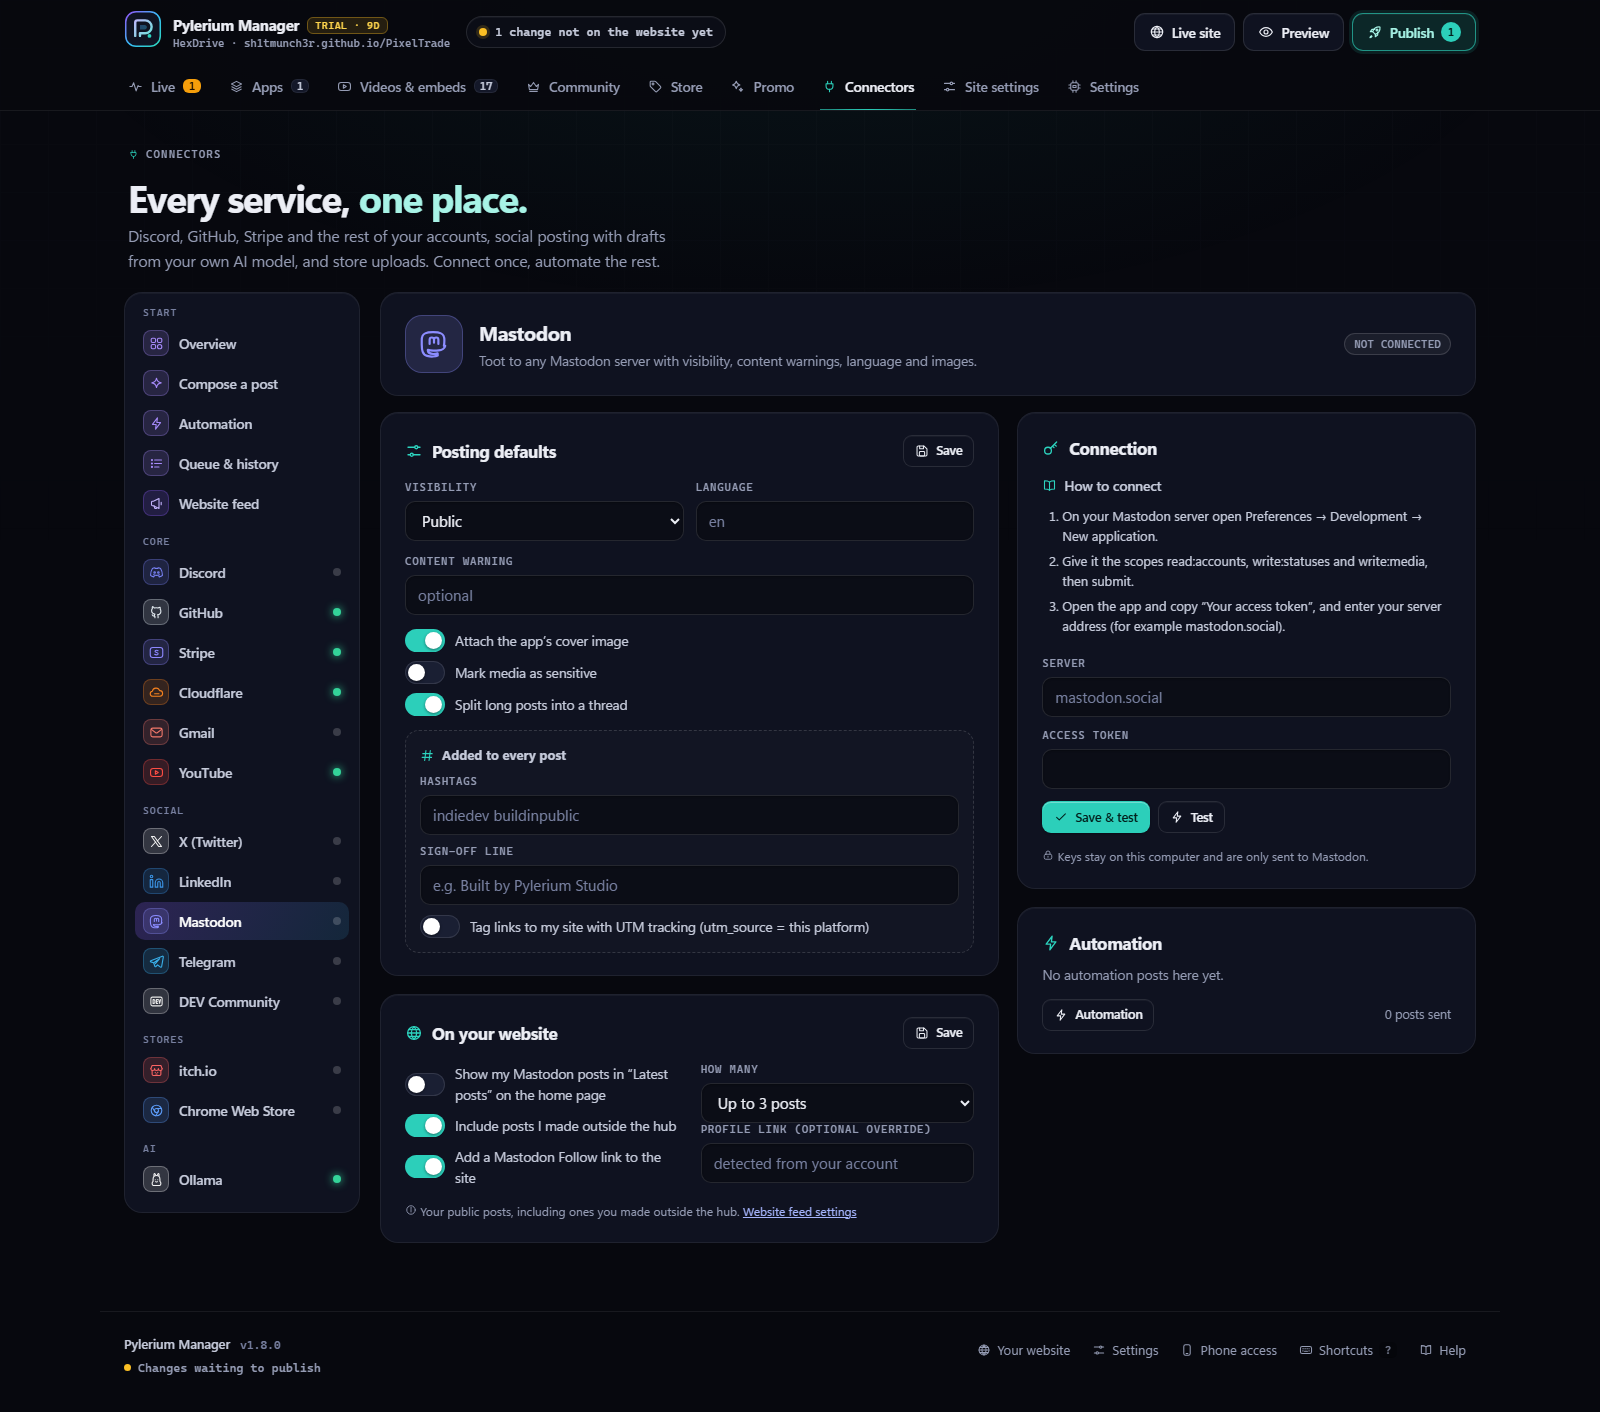 Pylerium Manager TRIAL · 9D
HexDrive · sh1tmunch3r.github.io/PixelTrade
1 change not on the website yet
Live site
Preview
Publish 1
Live 1
Apps 1
Videos & embeds 17
Community
Store
Promo
Connectors
Site settings
Settings
CONNECTORS
Every service, one place.
Discord, GitHub, Stripe and the rest of your accounts, social posting with drafts
from your own AI model, and store uploads. Connect once, automate the rest.
START
Overview
Compose a post
Automation
Queue & history
Website feed
CORE
Discord
GitHub
Stripe
Cloudflare
Gmail
YouTube
SOCIAL
X (Twitter)
LinkedIn
Mastodon
Telegram
DEV Community
STORES
itch.io
Chrome Web Store
AI
Ollama
Mastodon
Toot to any Mastodon server with visibility, content warnings, language and images.
NOT CONNECTED
Posting defaults
Save
VISIBILITY
Public
LANGUAGE
en
CONTENT WARNING
optional
Attach the app's cover image
Mark media as sensitive
Split long posts into a thread
Added to every post
HASHTAGS
indiedev buildinpublic
SIGN-OFF LINE
e.g. Built by Pylerium Studio
Tag links to my site with UTM tracking (utm_source = this platform)
On your website
Save
Show my Mastodon posts in "Latest
posts" on the home page
Include posts I made outside the hub
Add a Mastodon Follow link to the
site
HOW MANY
Up to 3 posts
PROFILE LINK (OPTIONAL OVERRIDE)
detected from your account
Your public posts, including ones you made outside the hub. Website feed settings
Connection
How to connect
1. On your Mastodon server open Preferences → Development →
New application.
2. Give it the scopes read:accounts, write:statuses and write:media,
then submit.
3. Open the app and copy "Your access token", and enter your server
address (for example mastodon.social).
SERVER
mastodon.social
ACCESS TOKEN
Save & test
Test
Keys stay on this computer and are only sent to Mastodon.
Automation
No automation posts here yet.
Automation
0 posts sent
Pylerium Manager v1.8.0
Changes waiting to publish
Your website
Settings
Phone access
Shortcuts ?
Help